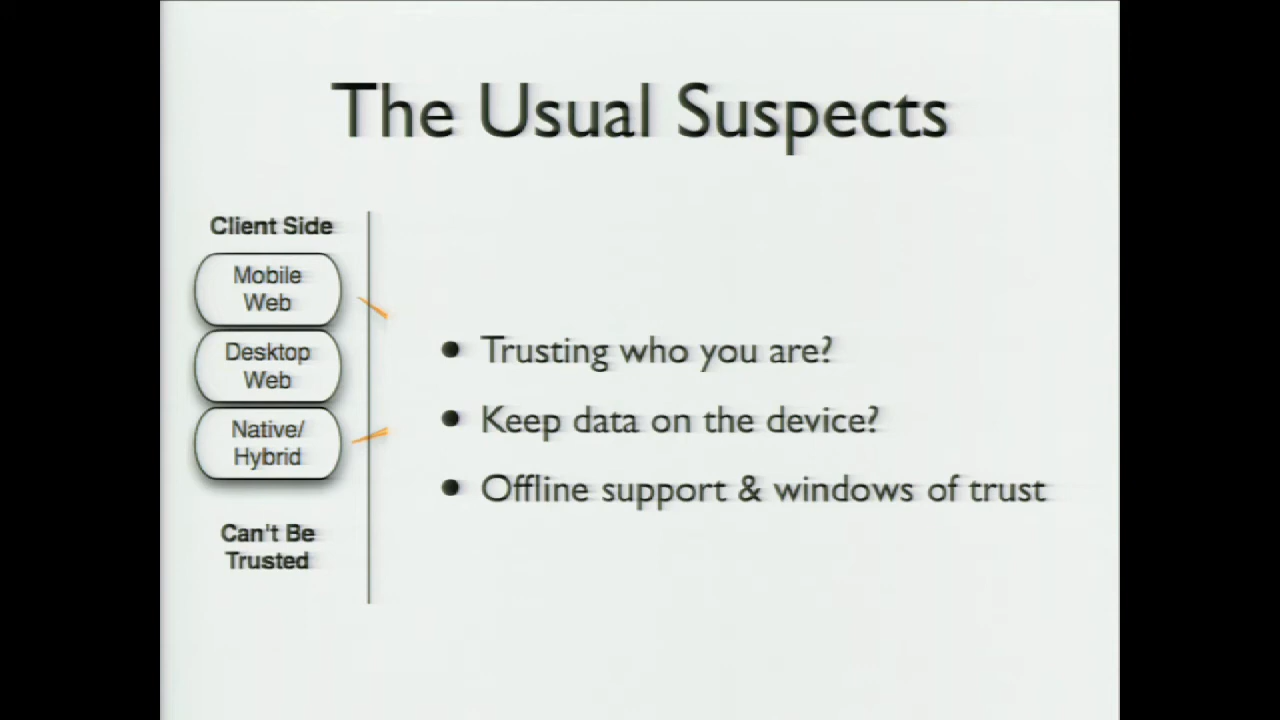 The Usual Suspects
Client Side
Mobile
Web
Desktop
Web
Native/
Hybrid
Can't Be
Trusted
• Trusting who you are?
• Keep data on the device?
• Offline support & windows of trust